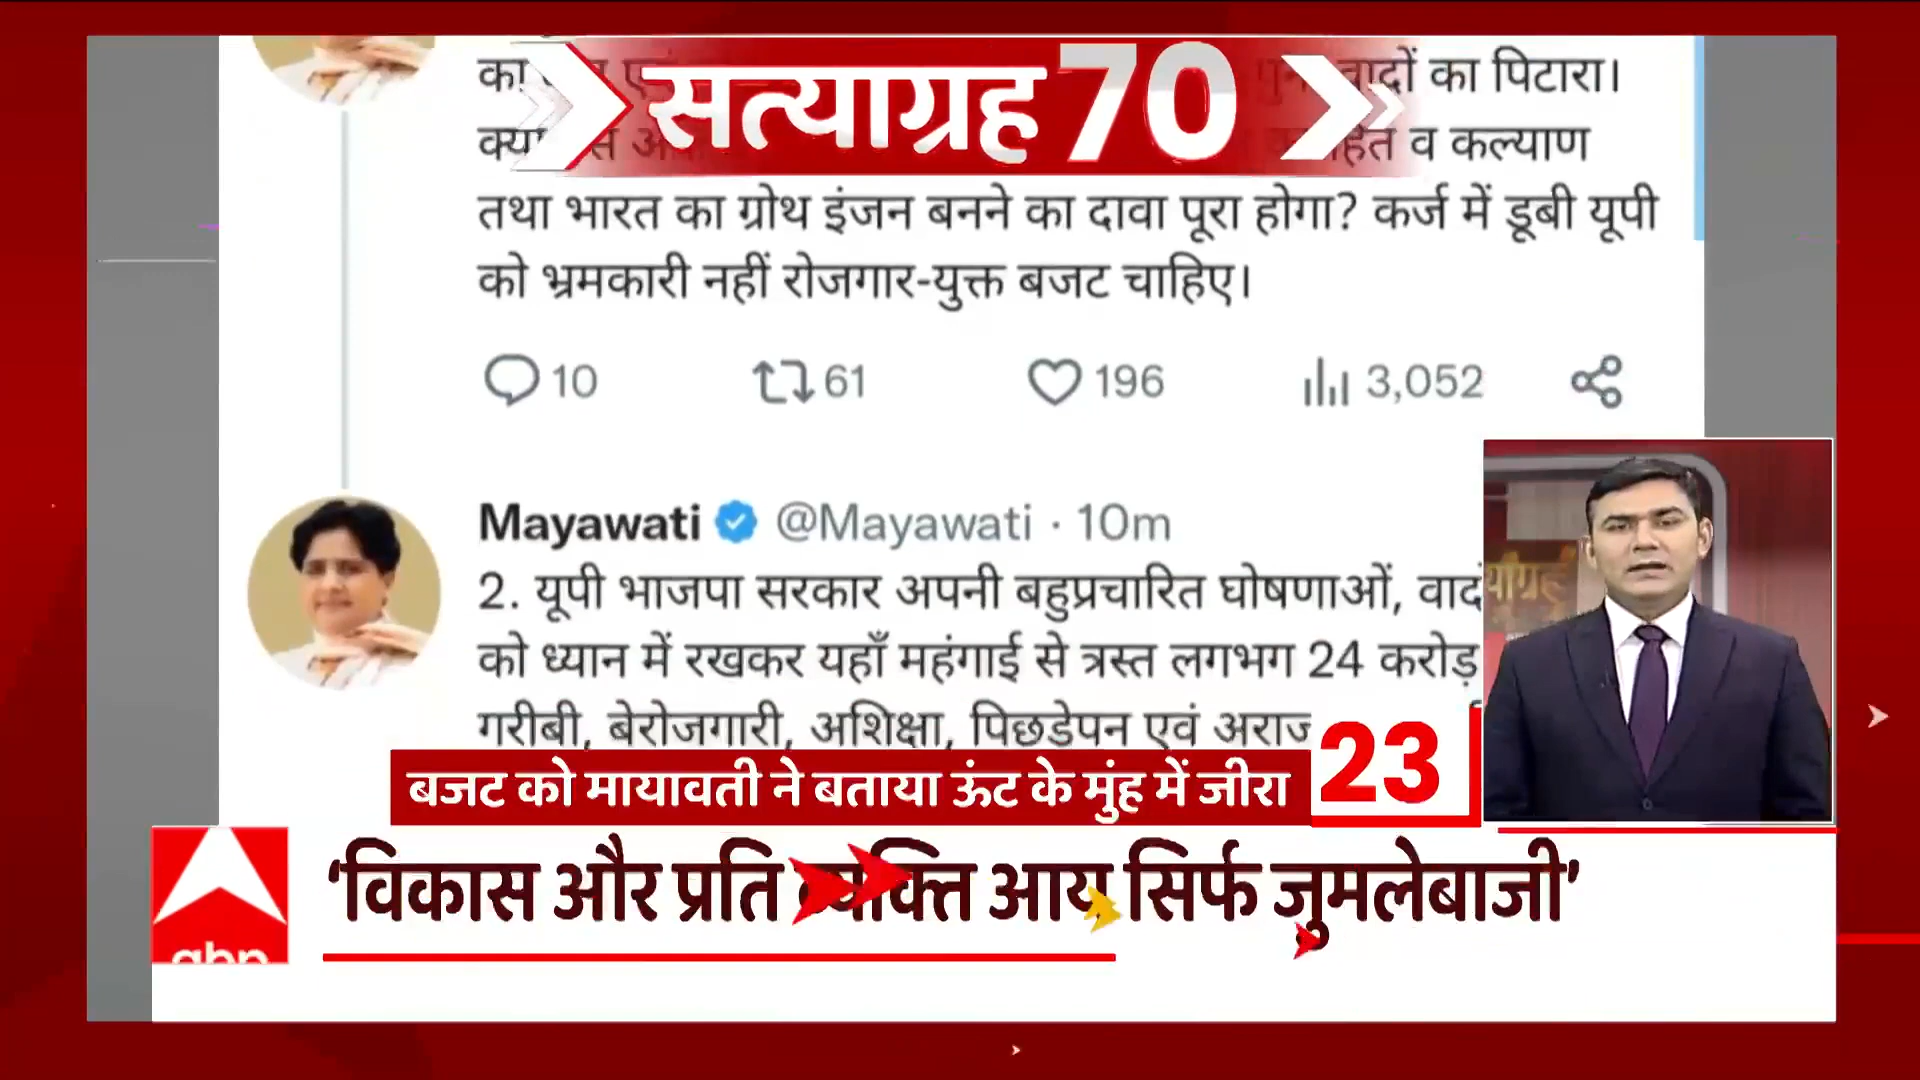 सत्याग्रह 70
वादों का पिटारा।
व कल्याण
तथा भारत का ग्रोथ इंजन बनने का दावा पूरा होगा? कर्ज में डूबी यूपी
को भ्रमकारी नहीं रोजगार-युक्त बजट चाहिए।
10 61 196 3,052
Mayawati @Mayawati · 10m
2. यूपी भाजपा सरकार अपनी बहुप्रचारित घोषणाओं,
को ध्यान में रखकर यहाँ महंगाई से त्रस्त लगभग 24 करोड़
गरीबी, बेरोजगारी, अशिक्षा, पिछडेपन एवं
बजट को मायावती ने बताया ऊंट के मुंह में जीरा 23
‘विकास और प्रति व्यक्ति आय सिर्फ जुमलेबाजी’
abp